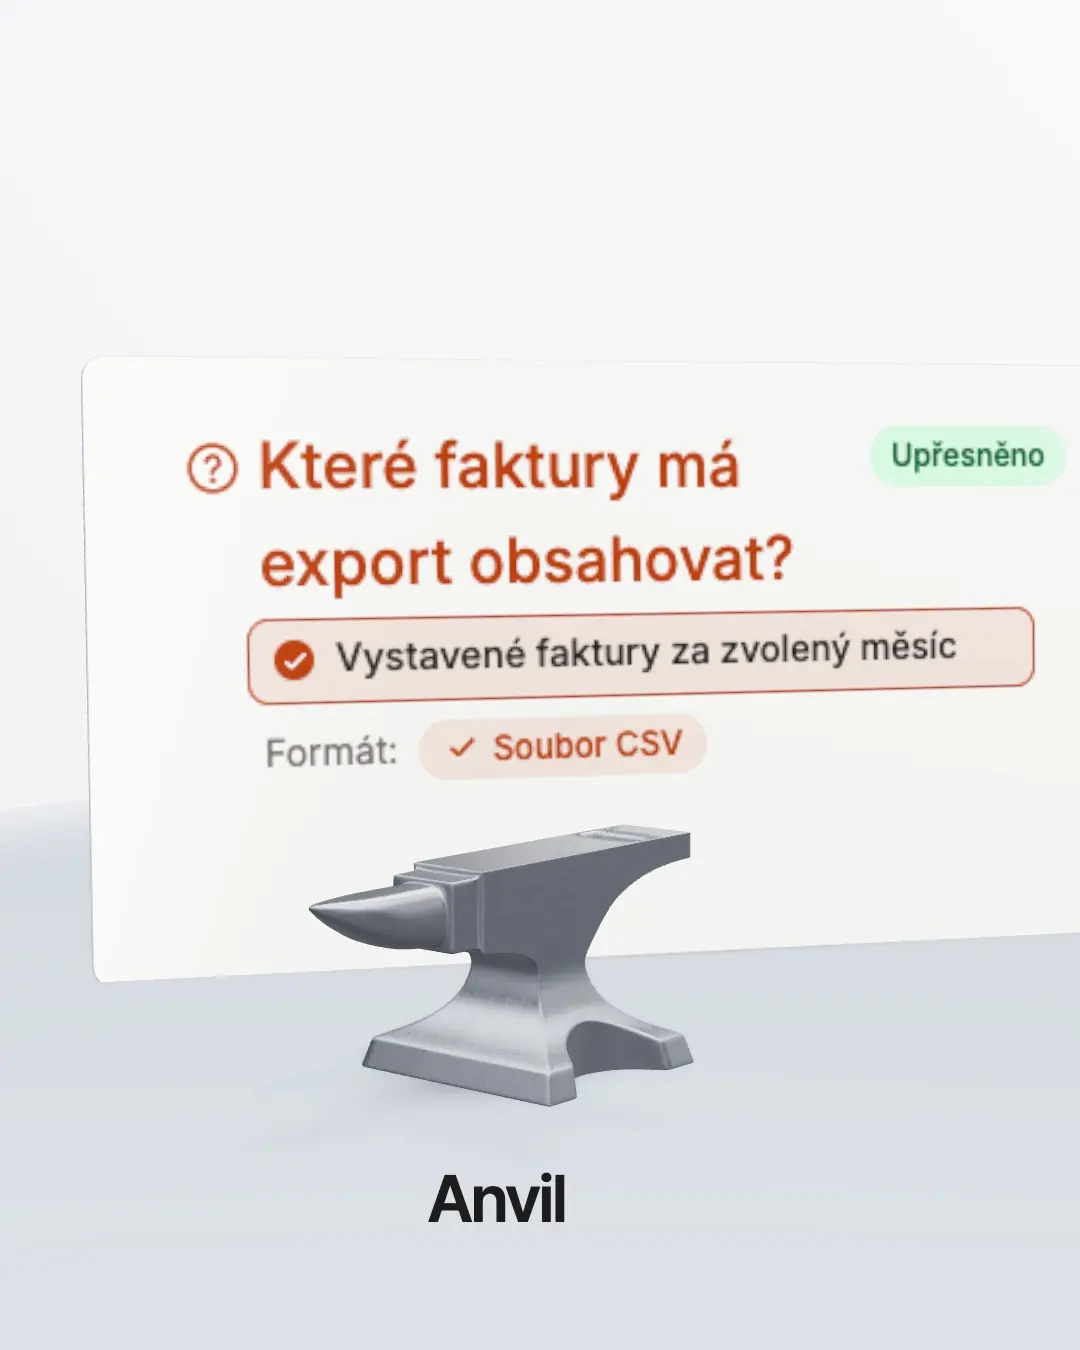 Které faktury má
export obsahovat?
Upřesněno
Vystavené faktury za zvolený měsíc
Formát: Soubor CSV
Anvil